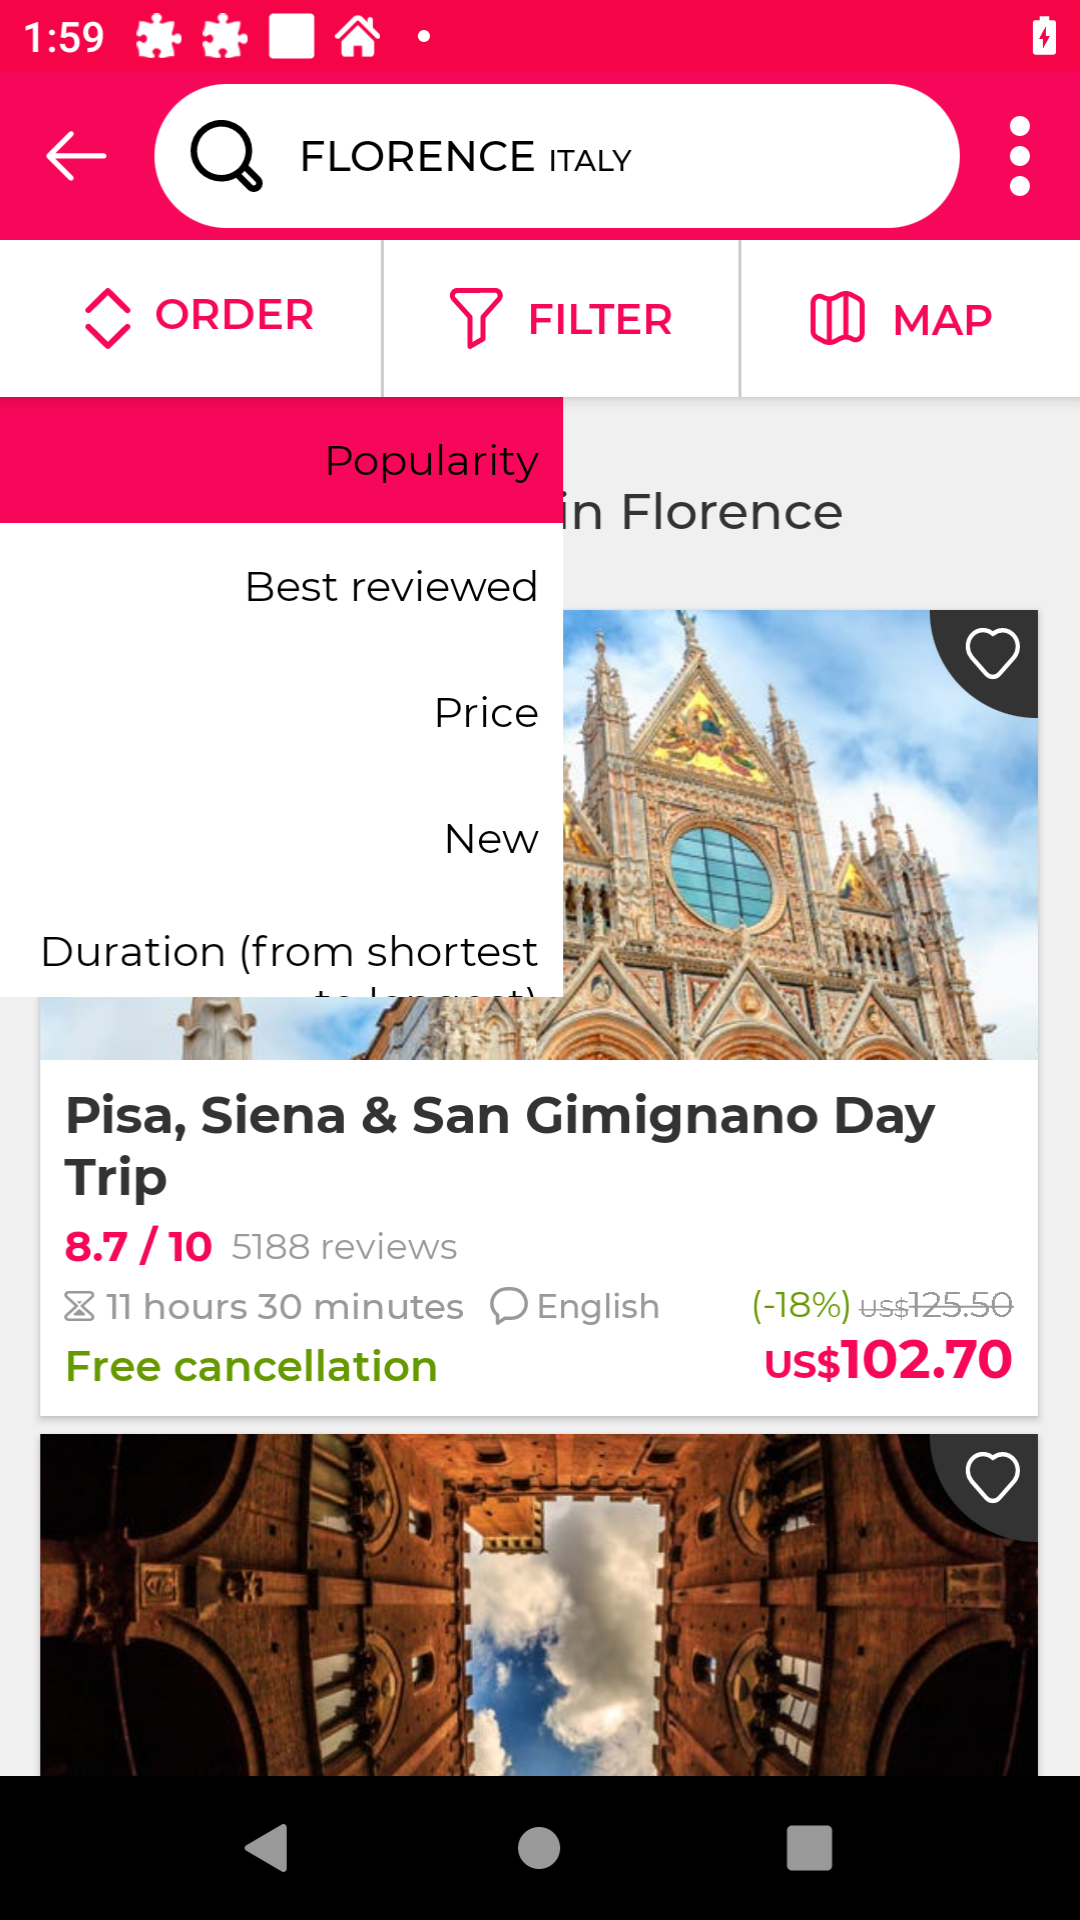 1:59
FLORENCE ITALY
ORDER
FILTER
MAP
Popularity
in Florence
Best reviewed
Price
New
Duration (from shortest
to longest)
Pisa, Siena & San Gimignano Day
Trip
8.7 / 10 5188 reviews
11 hours 30 minutes English (-18%) US$125.50
Free cancellation US$102.70